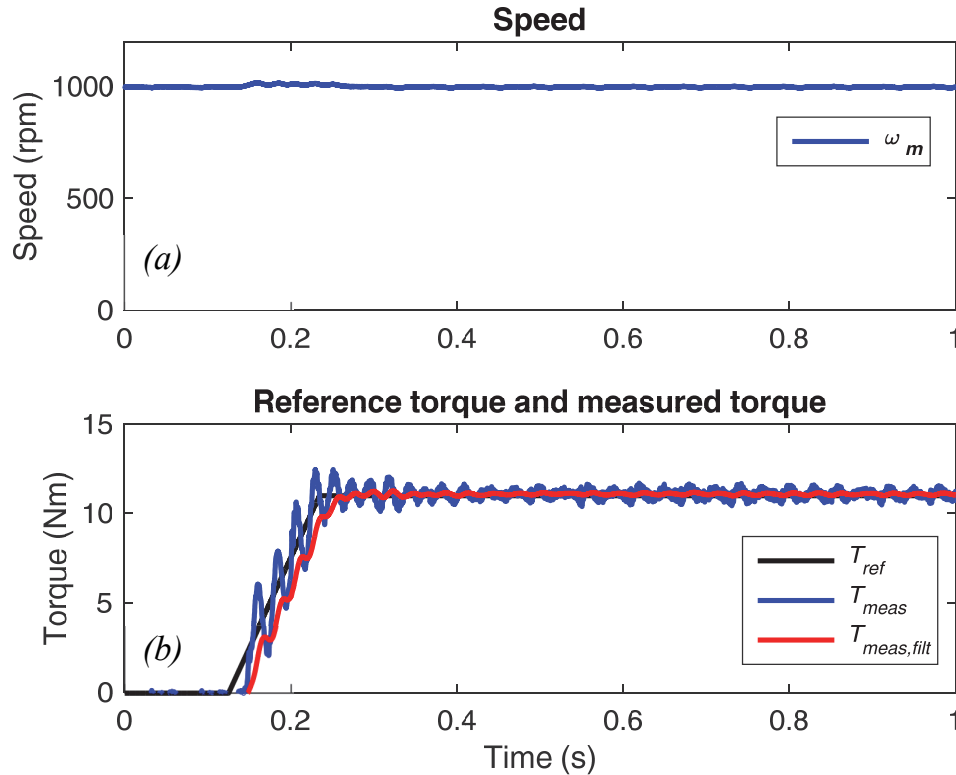 Speed
1000
500
0
Speed (rpm)
ω m
(a)
0 0.2 0.4 0.6 0.8 1
Reference torque and measured torque
15
10
5
0
Torque (Nm)
T ref
T meas
T meas,filt
(b)
0 0.2 0.4 0.6 0.8 1
Time (s)